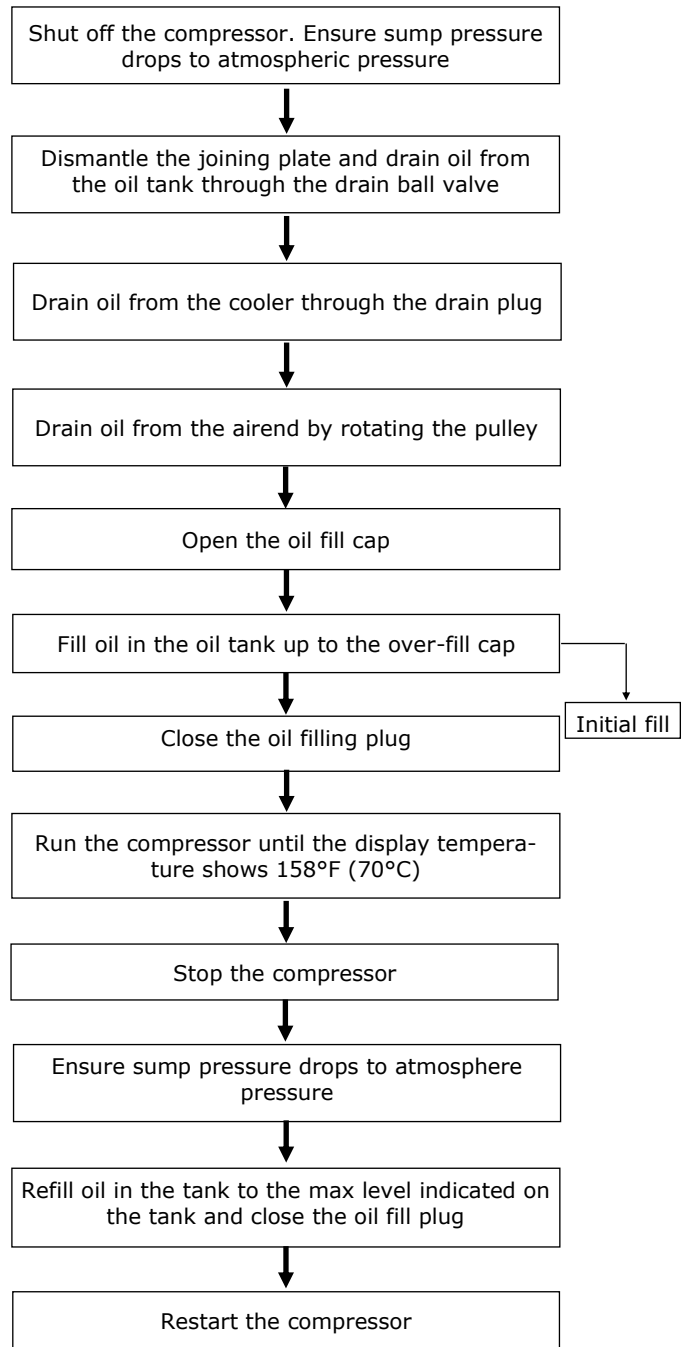 Shut off the compressor. Ensure sump pressure
drops to atmospheric pressure
Dismantle the joining plate and drain oil from
the oil tank through the drain ball valve
Drain oil from the cooler through the drain plug
Drain oil from the airend by rotating the pulley
Open the oil fill cap
Fill oil in the oil tank up to the over-fill cap
Initial fill
Close the oil filling plug
Run the compressor until the display tempera-
ture shows 158°F (70°C)
Stop the compressor
Ensure sump pressure drops to atmosphere
pressure
Refill oil in the tank to the max level indicated on
the tank and close the oil fill plug
Restart the compressor